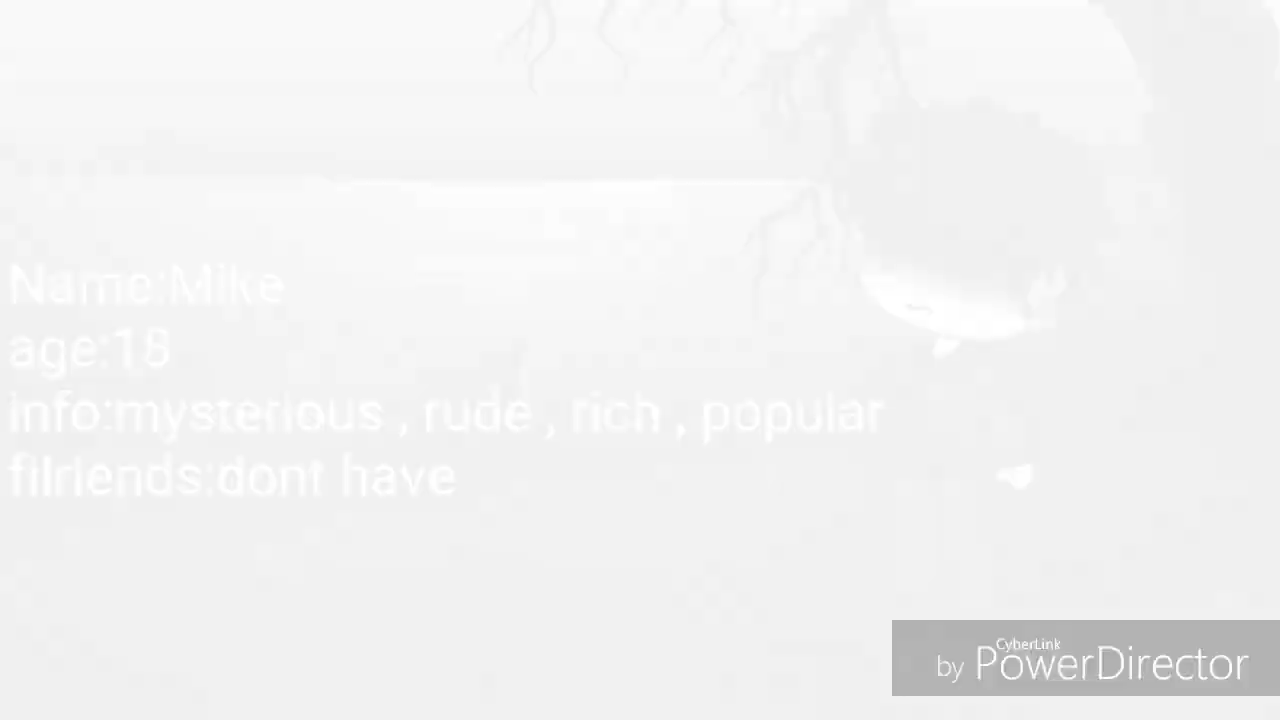 Name:Mike
age:18
info:mysterious , rude , rich , popular
filriends:dont have
CyberLink
by PowerDirector